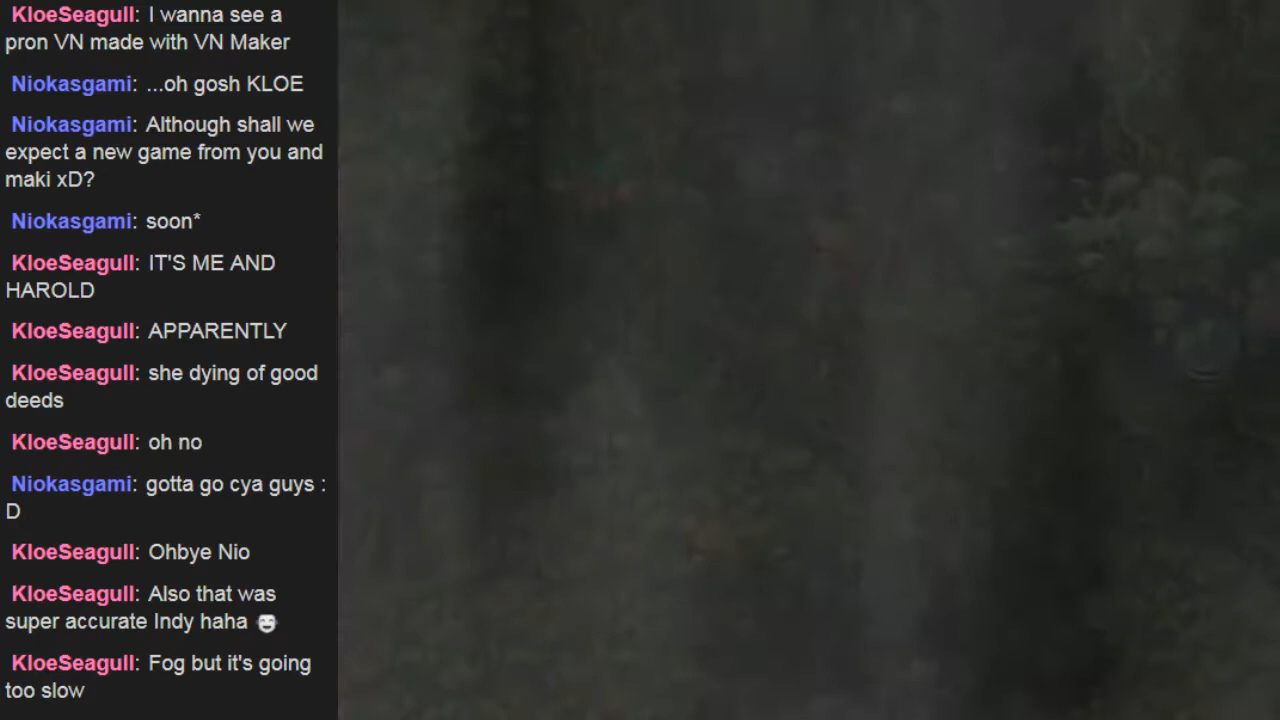 KloeSeagull: I wanna see a
pron VN made with VN Maker
Niokasgami: ...oh gosh KLOE
Niokasgami: Although shall we
expect a new game from you and
maki xD?
Niokasgami: soon*
KloeSeagull: IT'S ME AND
HAROLD
KloeSeagull: APPARENTLY
KloeSeagull: she dying of good
deeds
KloeSeagull: oh no
Niokasgami: gotta go cya guys :
D
KloeSeagull: Ohbye Nio
KloeSeagull: Also that was
super accurate Indy haha
KloeSeagull: Fog but it's going
too slow